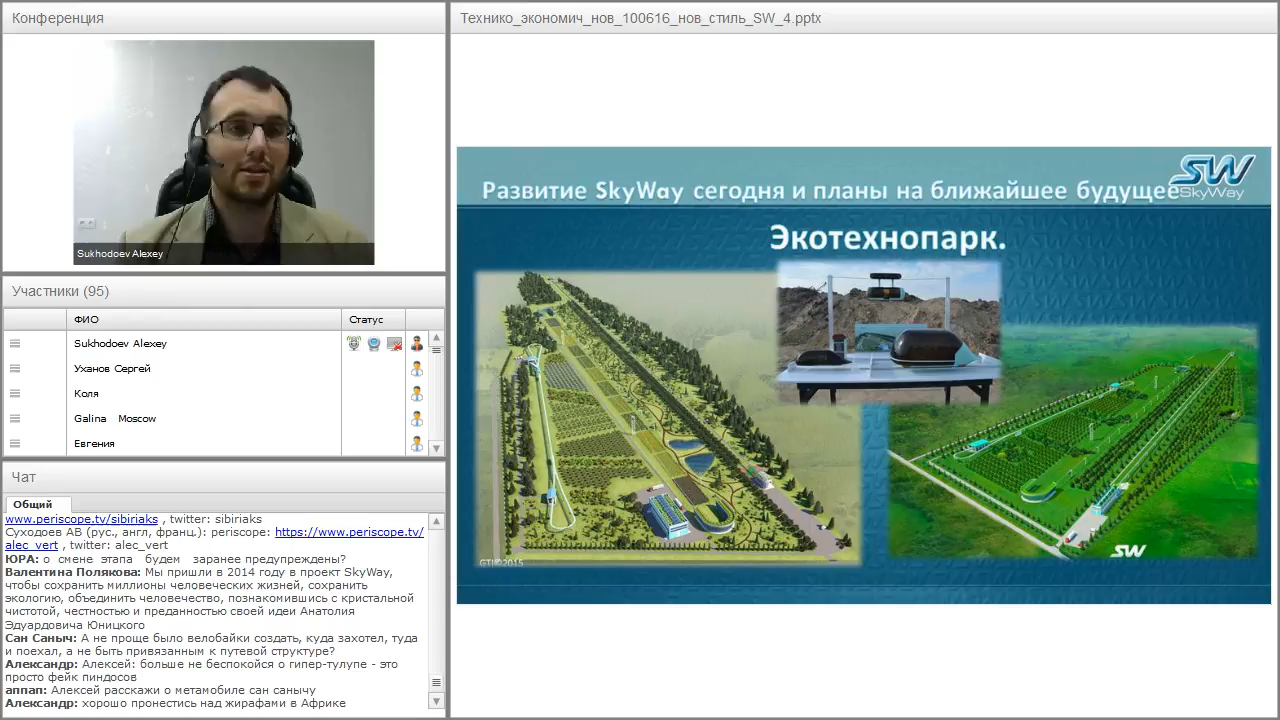 Конференция
Sukhodoev Alexey
Участники (95)
ФИО
Статус
Sukhodoev Alexey
Уханов Сергей
Коля
Galina Moscow
Евгения
Чат
Общий
www.periscope.tv/sibiriaks , twitter: sibiriaks
Суходоев АВ (рус., англ, франц.): periscope: https://www.periscope.tv/
alec_vert , twitter: alec_vert
ЮРА: о смене этапа будем заранее предупреждены?
Валентина Полякова: Мы пришли в 2014 году в проект SkyWay,
чтобы сохранить миллионы человеческих жизней, сохранить
экологию, объединить человечество, познакомившись с кристальной
чистотой, честностью и преданностью своей идеи Анатолия
Эдуардовича Юницкого
Сан Саныч: А не проще было велобайки создать, куда захотел, туда
и поехал, а не быть привязанным к путевой структуре?
Александр: Алексей: больше не беспокойся о гипер-тулупе - это
просто фейк пиндосов
аппап: Алексей расскажи о метамобиле сан санычу
Александр: хорошо пронетись над жирафами в Африке
Технико_экономич_нов_100616_нов_стиль_SW_4.pptx
SW
SkyWay
Развитие SkyWay сегодня и планы на ближайшее будущее
Экотехнопарк.
GTI©2015
SW